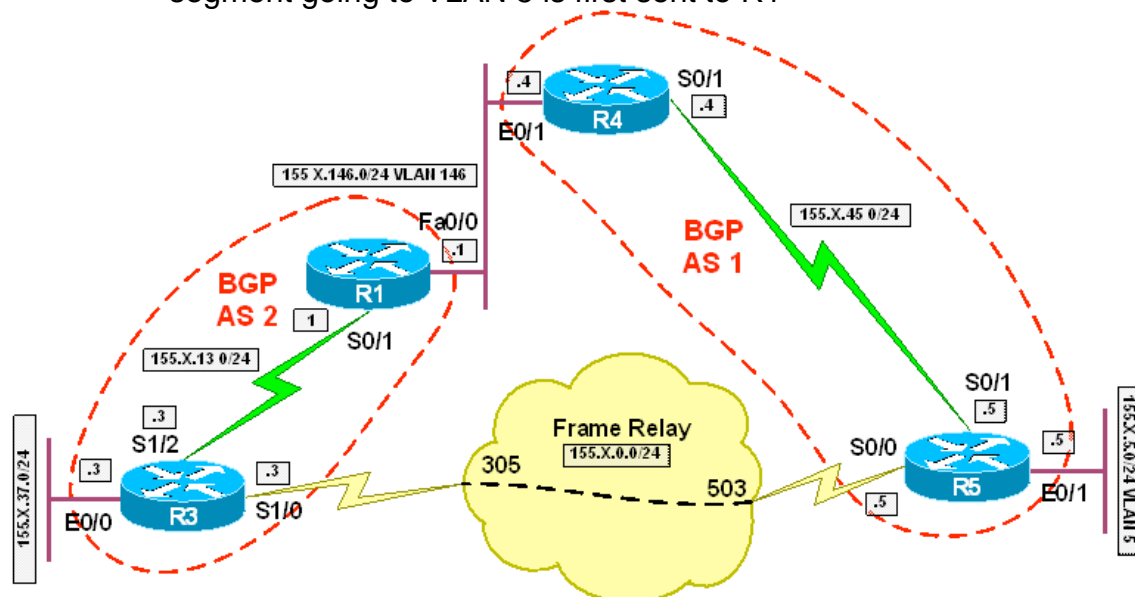 segment going to VLAN 5 is first sent to R1
.4
S0/1
R4
.4
E0/1
155 X.146.0/24 VLAN 146
155.X.45 0/24
Fa0/0
.1
BGP
AS 1
BGP
AS 2
R1
1
S0/1
155.X.13 0/24
S0/1
.3
S1/2
Frame Relay
155.X.0.0/24
.5
155.X.37.0/24
.3
.3
305
503
S0/0
.5
155.X.5.0/24 VLAN 5
E0/0
R3
S1/0
.5
R5
E0/1